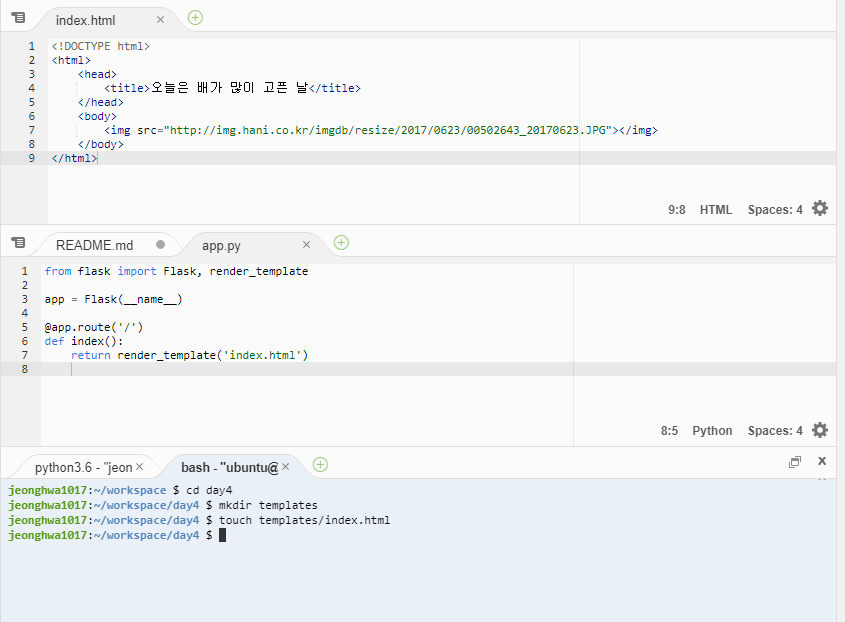 index.html ×
1 <!DOCTYPE html>
2 <html>
3     <head>
4         <title>오늘은 배가 많이 고픈 날</title>
5     </head>
6     <body>
7         <img src="http://img.hani.co.kr/imgdb/resize/2017/0623/00502643_20170623.JPG"></img>
8     </body>
9 </html>
9:8 HTML Spaces: 4
README.md app.py ×
1 from flask import Flask, render_template
2
3 app = Flask(__name__)
4
5 @app.route('/')
6 def index():
7     return render_template('index.html')
8
8:5 Python Spaces: 4
python3.6 - "jeon × bash - "ubuntu@ ×
jeonghwa1017:~/workspace $ cd day4
jeonghwa1017:~/workspace/day4 $ mkdir templates
jeonghwa1017:~/workspace/day4 $ touch templates/index.html
jeonghwa1017:~/workspace/day4 $